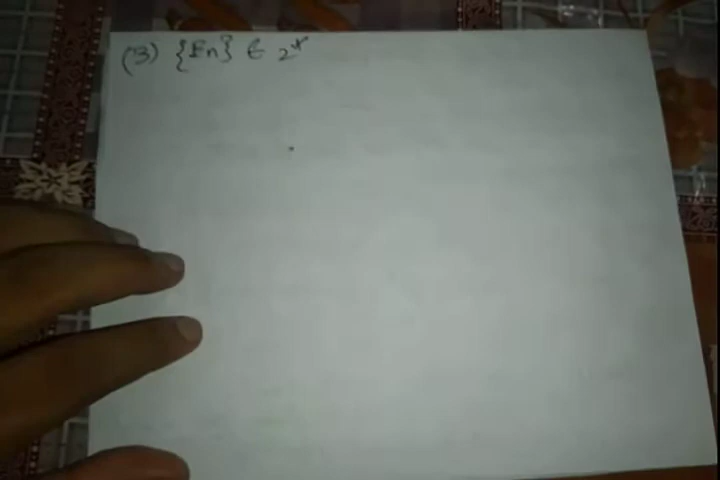 (3) {En} ∈ 2*